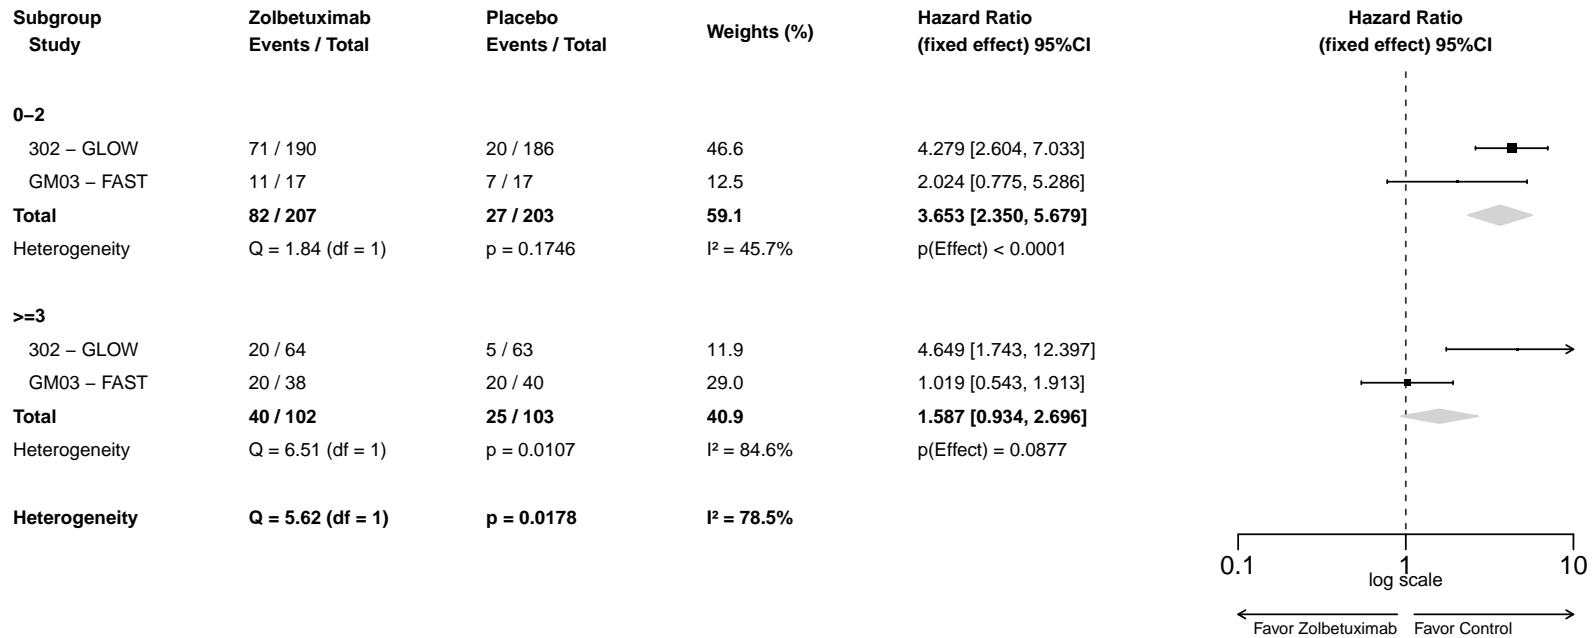 Subgroup Zolbetuximab Placebo Weights (%) Hazard Ratio Hazard Ratio
Study Events / Total Events / Total (fixed effect) 95%CI (fixed effect) 95%CI
0–2
302 – GLOW 71 / 190 20 / 186 46.6 4.279 [2.604, 7.033]
GM03 – FAST 11 / 17 7 / 17 12.5 2.024 [0.775, 5.286]
Total 82 / 207 27 / 203 59.1 3.653 [2.350, 5.679]
Heterogeneity Q = 1.84 (df = 1) p = 0.1746 I² = 45.7% p(Effect) < 0.0001
>=3
302 – GLOW 20 / 64 5 / 63 11.9 4.649 [1.743, 12.397]
GM03 – FAST 20 / 38 20 / 40 29.0 1.019 [0.543, 1.913]
Total 40 / 102 25 / 103 40.9 1.587 [0.934, 2.696]
Heterogeneity Q = 6.51 (df = 1) p = 0.0107 I² = 84.6% p(Effect) = 0.0877
Heterogeneity Q = 5.62 (df = 1) p = 0.0178 I² = 78.5%
0.1 1 10
log scale
Favor Zolbetuximab Favor Control